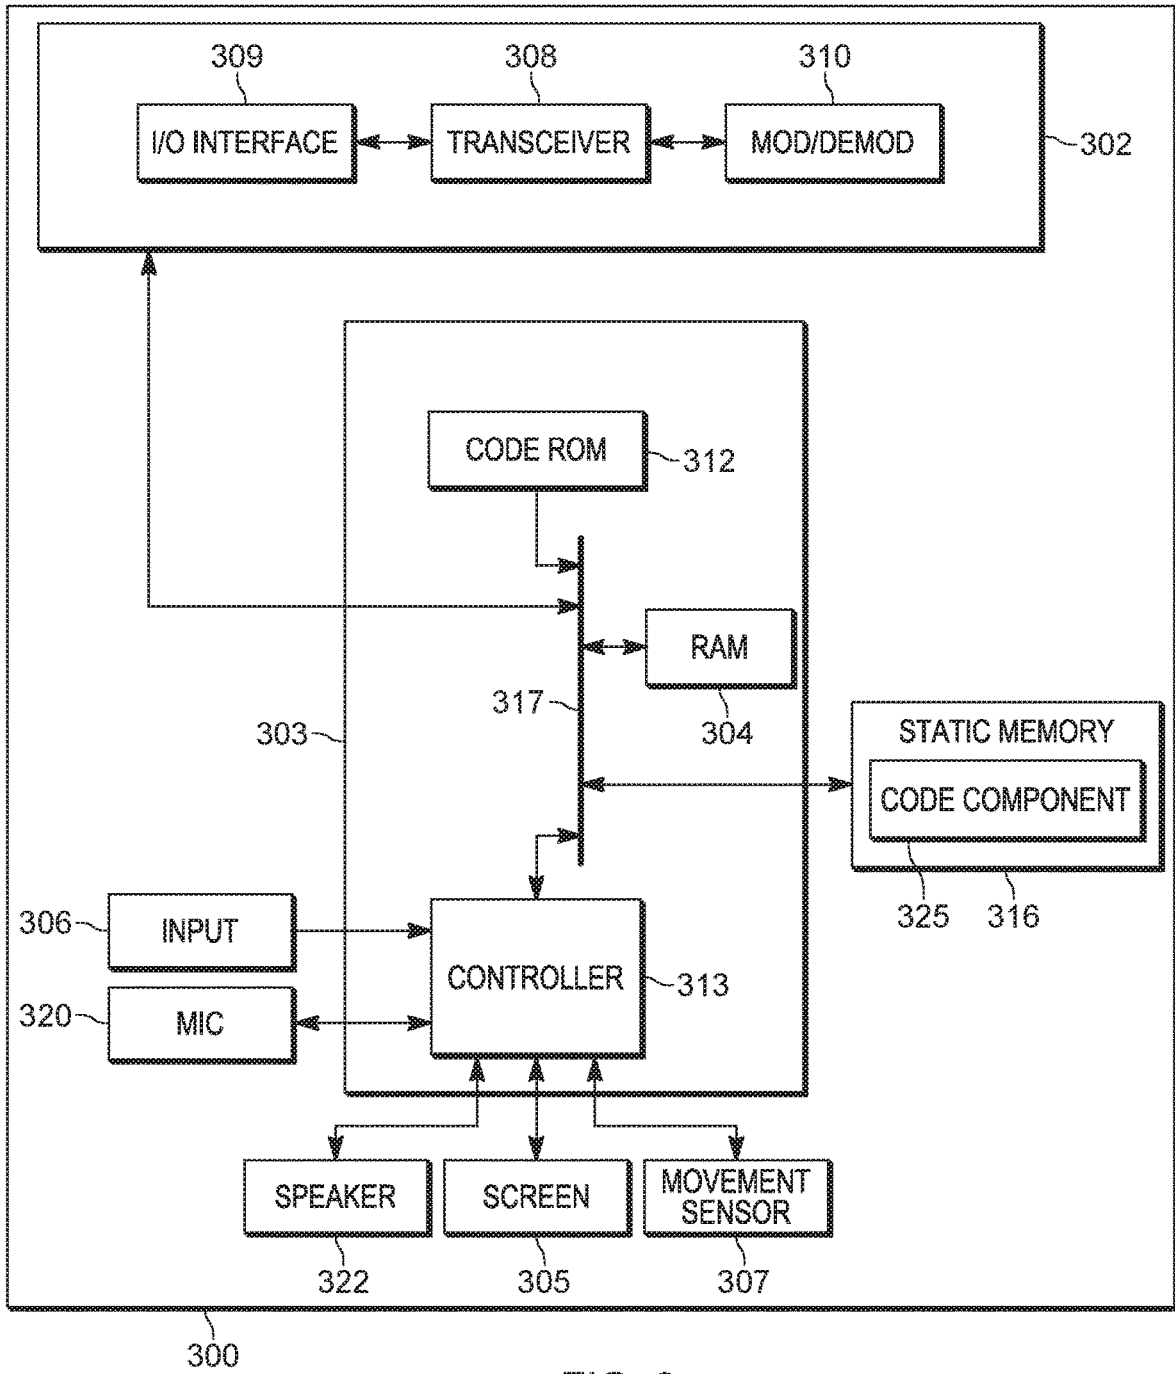 309
308
310
I/O INTERFACE
TRANSCEIVER
MOD/DEMOD
302
CODE ROM
312
RAM
317
304
303
STATIC MEMORY
CODE COMPONENT
325
316
306
INPUT
CONTROLLER
313
320
MIC
SPEAKER
SCREEN
MOVEMENT
SENSOR
322
305
307
300